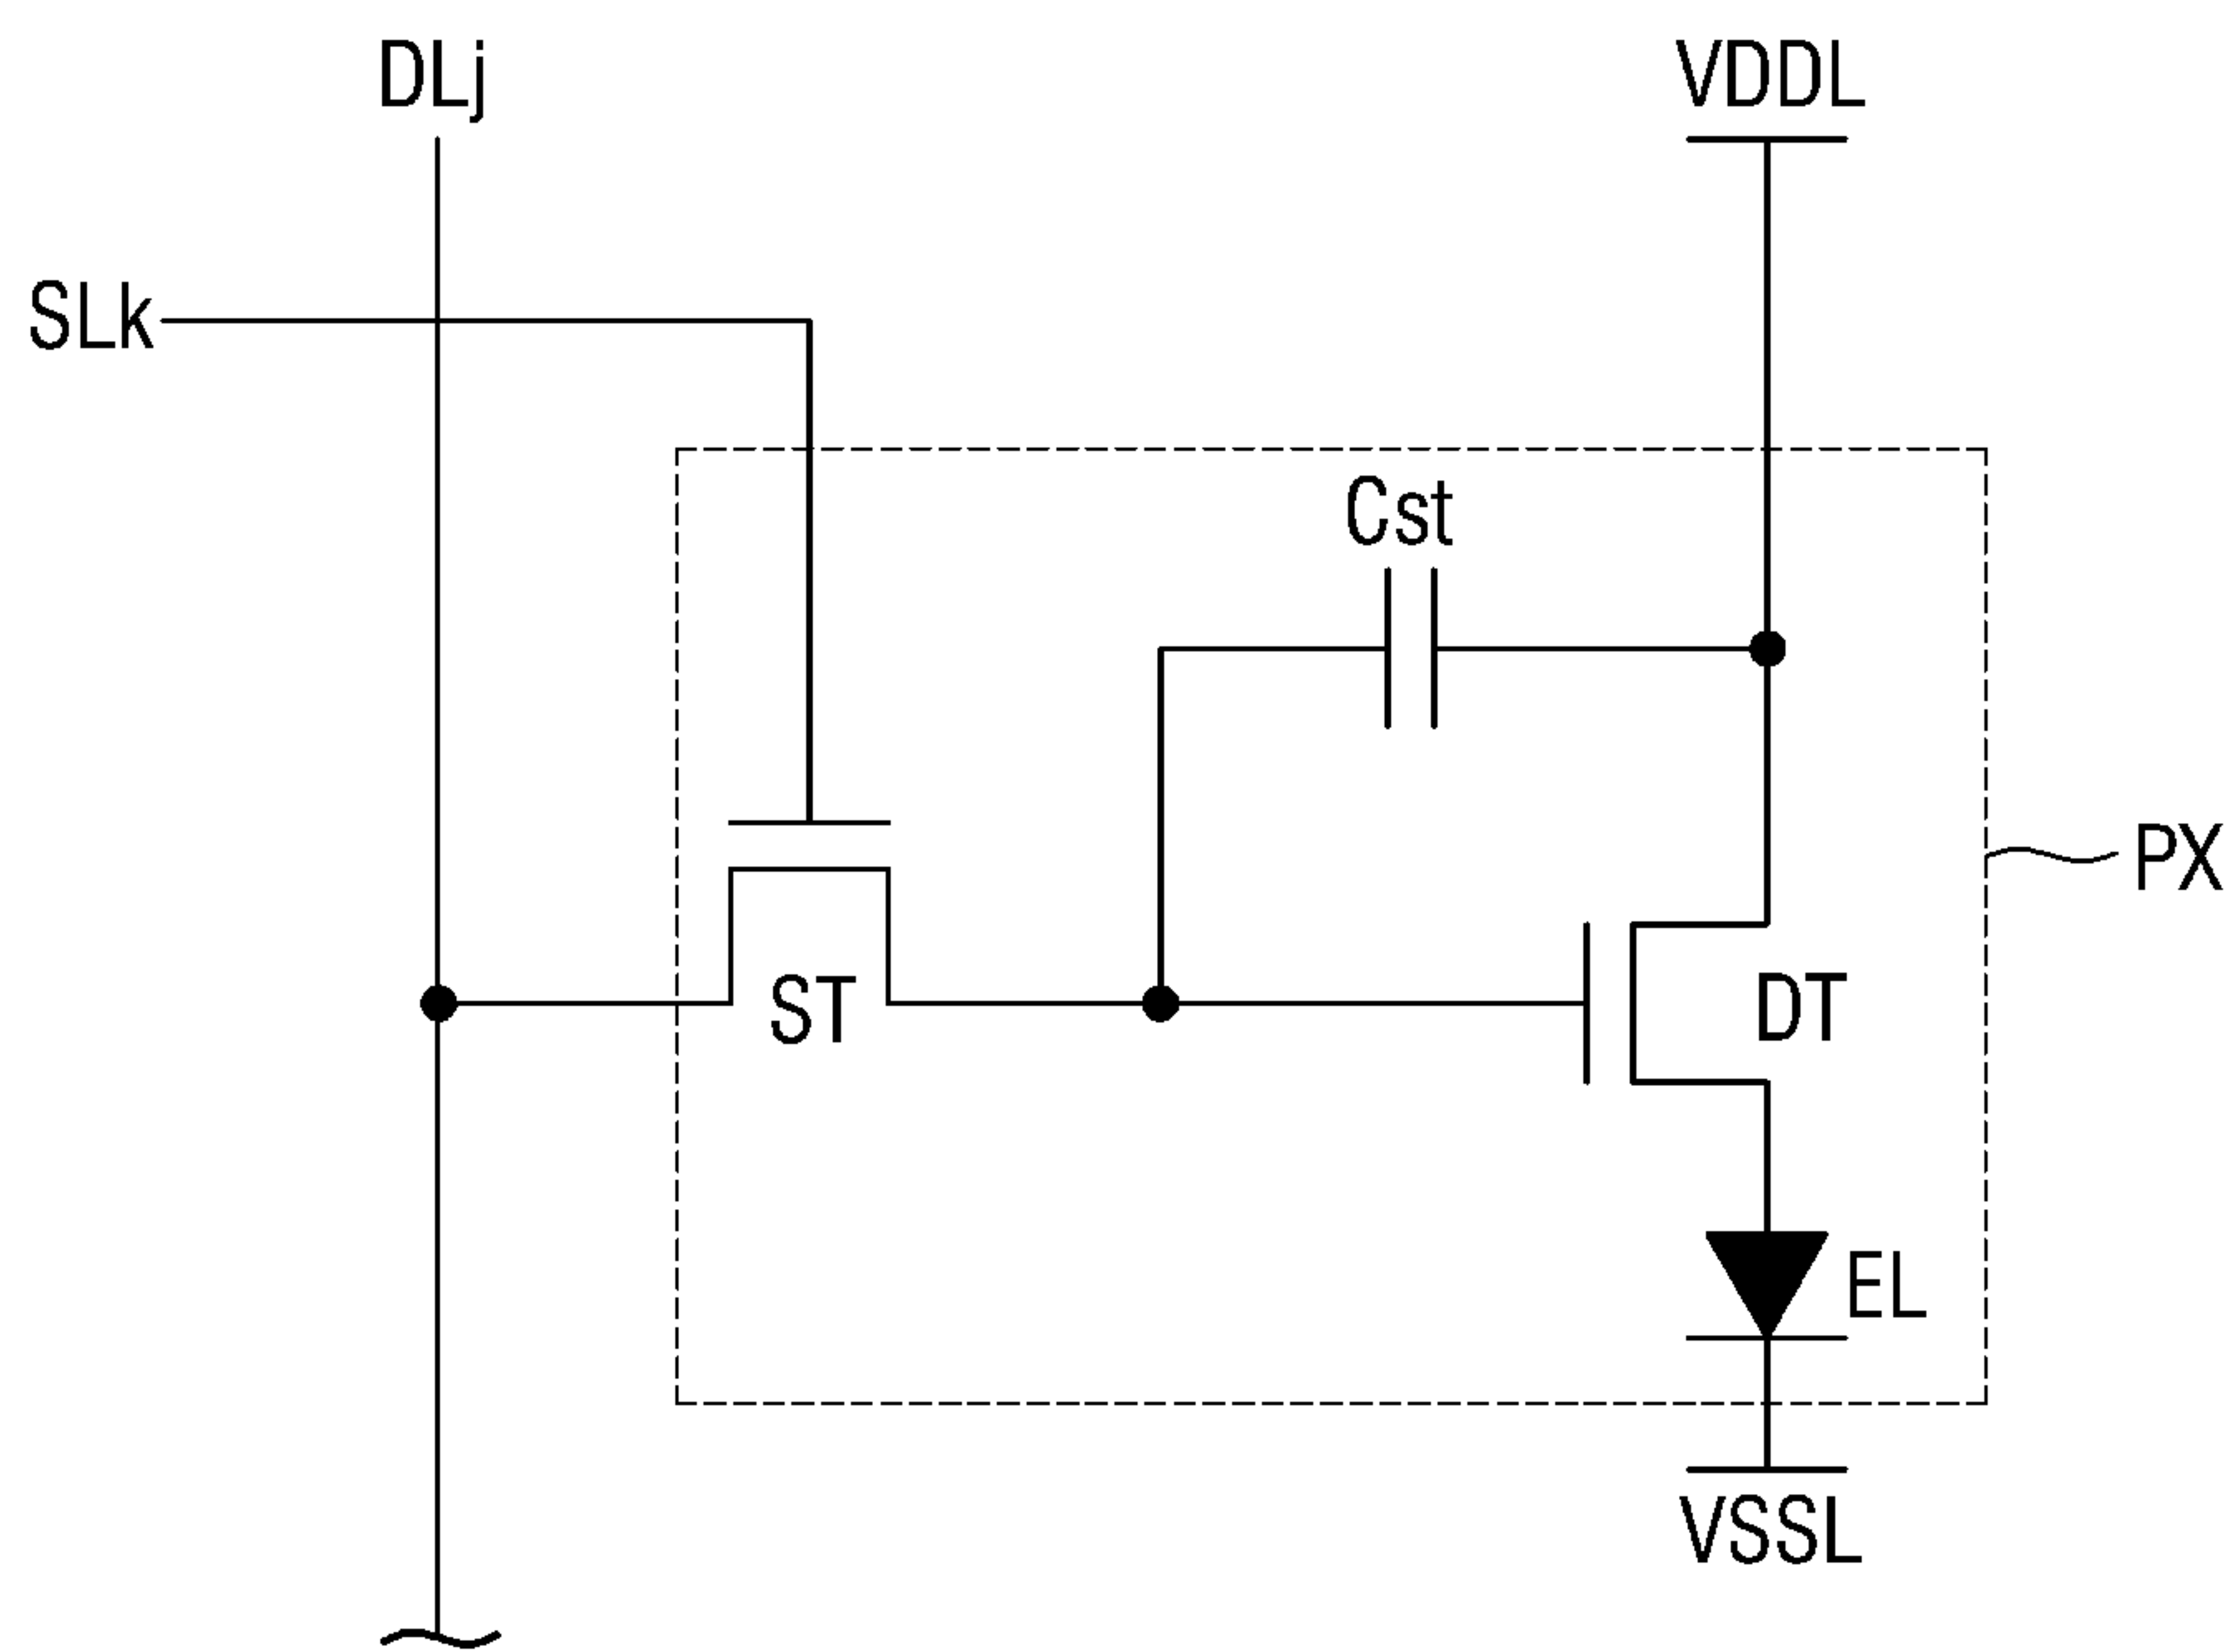 DLj
VDDL
SLk
Cst
PX
ST
DT
EL
VSSL